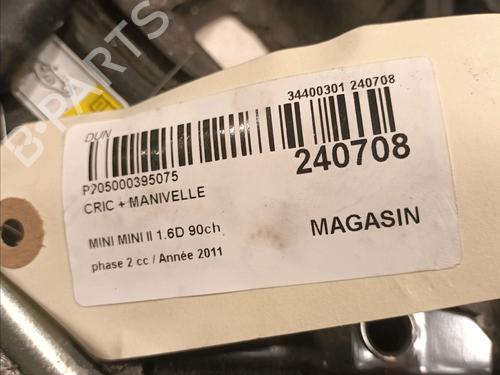 34400301 240708
DUN
P205000395075
240708
CRIC + MANIVELLE
MINI MINI II 1.6D 90ch
MAGASIN
phase 2 cc / Année 2011
B-PARTS